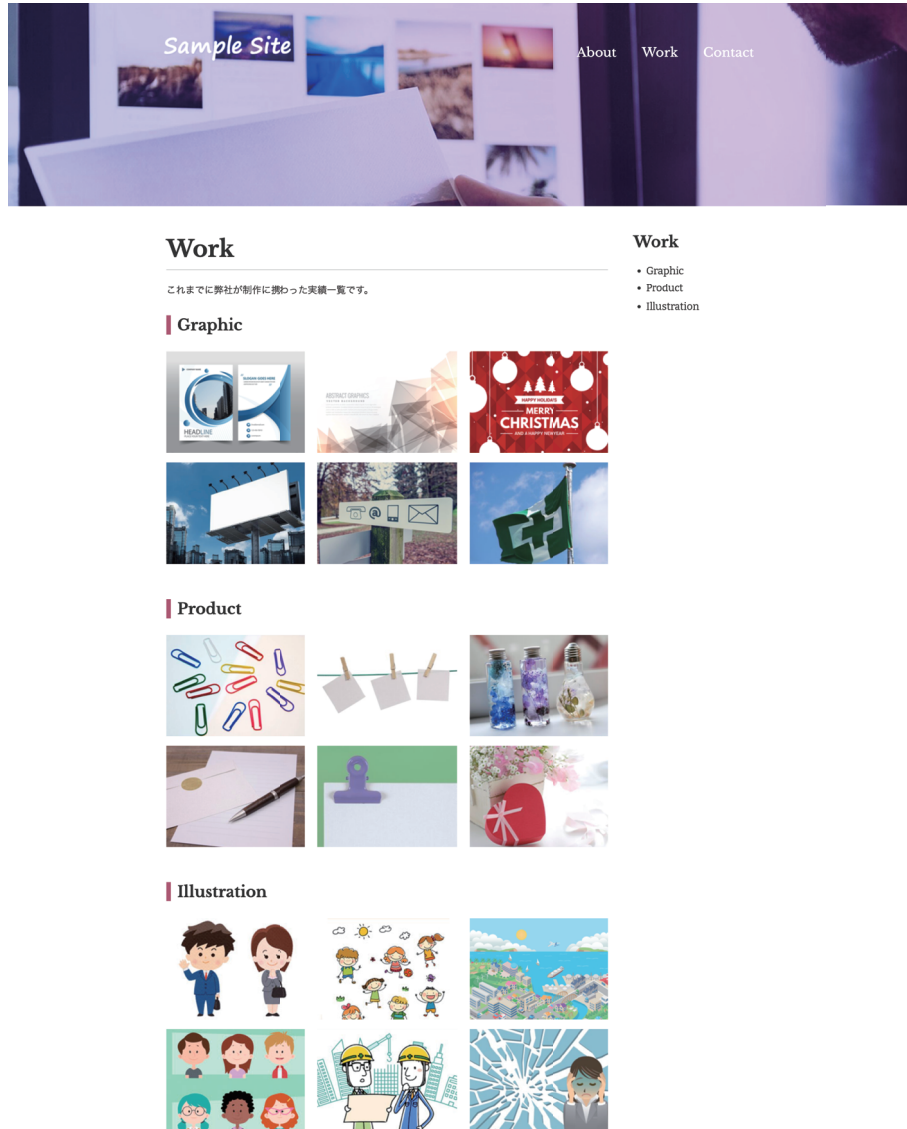 Sample Site
About Work Contact
Work
これまでに弊社が制作に携わった実績一覧です。
Graphic
HEADLINE
ABSTRACT GRAPHICS
VECTOR BACKGROUND
HAPPY HOLIDAYS
MERRY
CHRISTMAS
AND A HAPPY NEW YEAR
@
Product
Illustration
Work
• Graphic
• Product
• Illustration